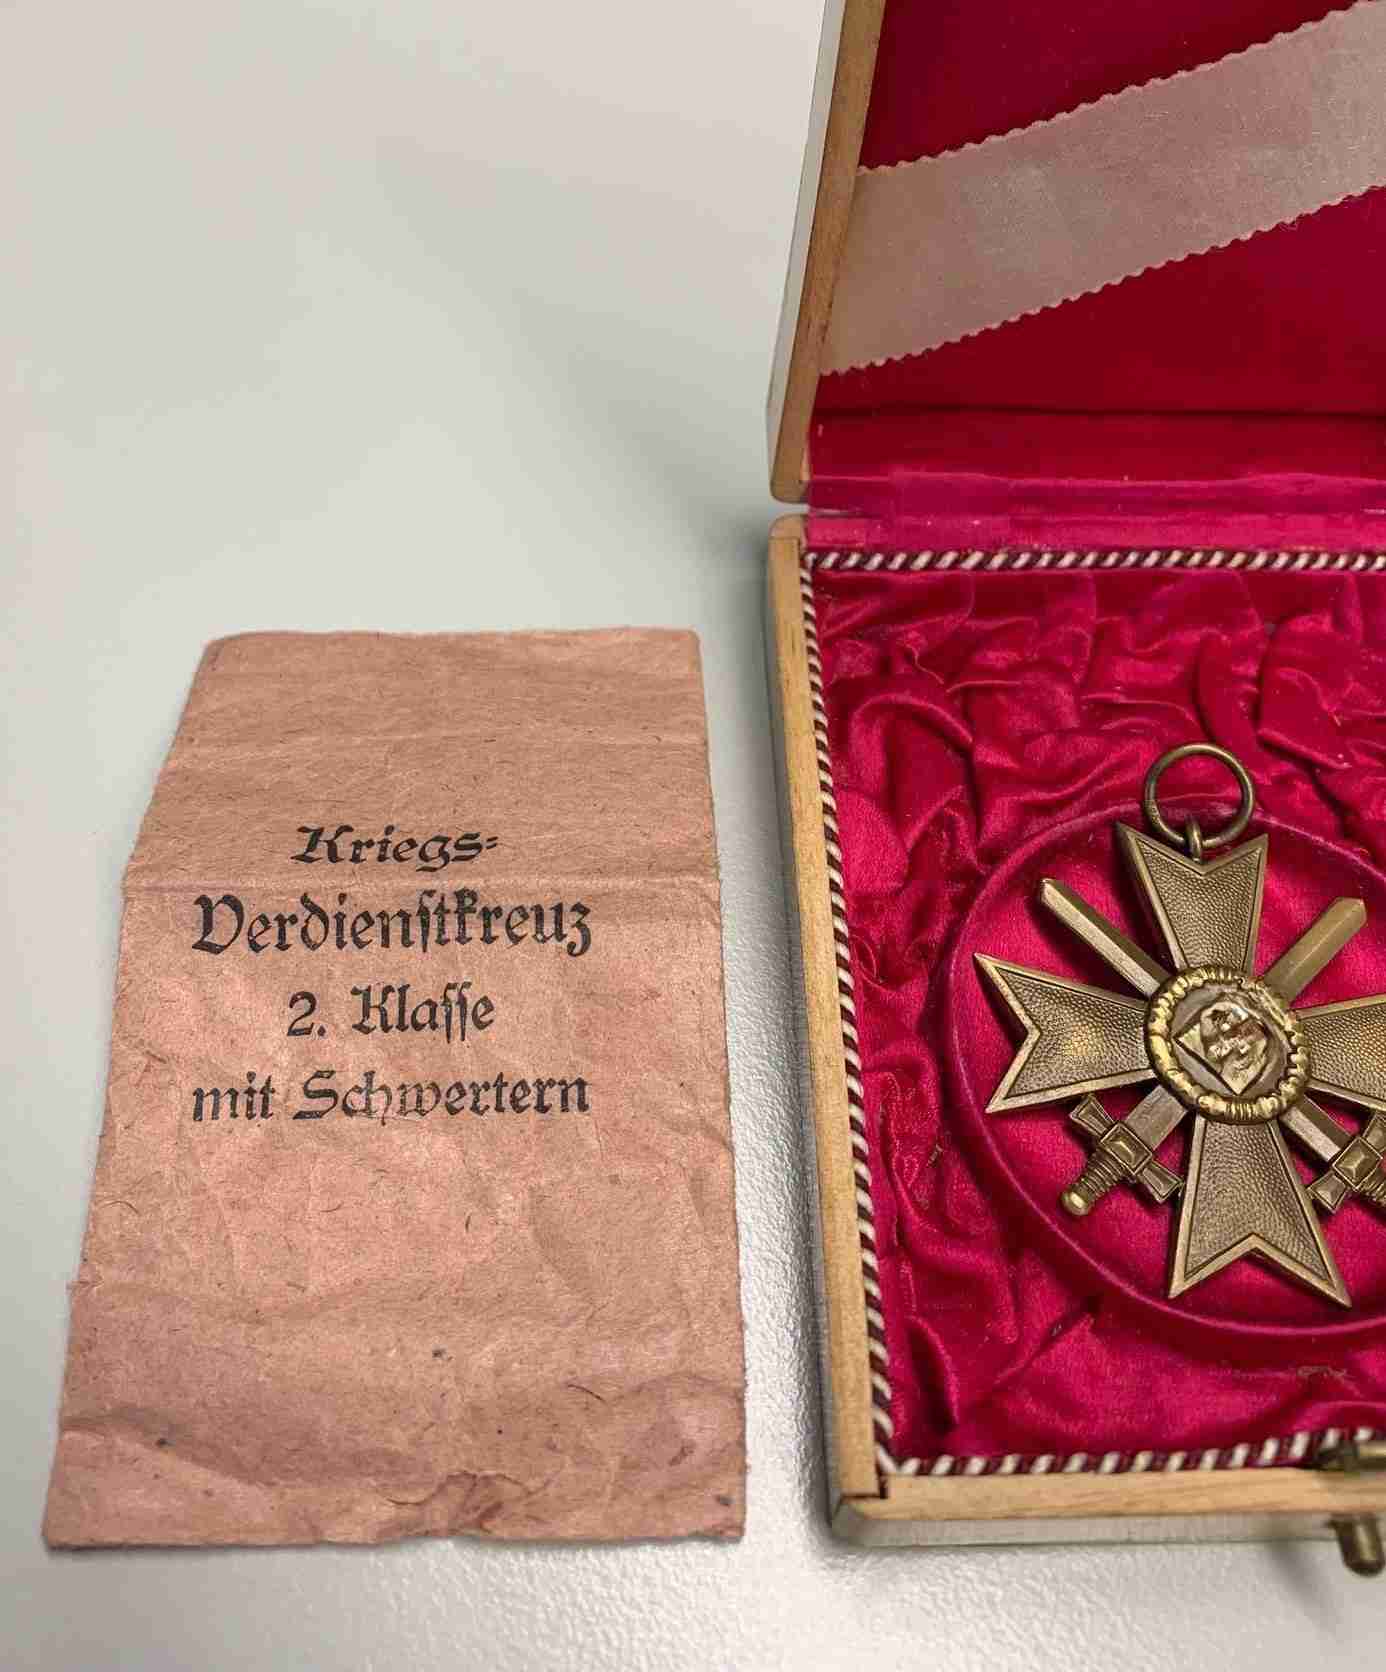 Kriegs-
Verdienstkreuz
2. Klasse
mit Schwertern